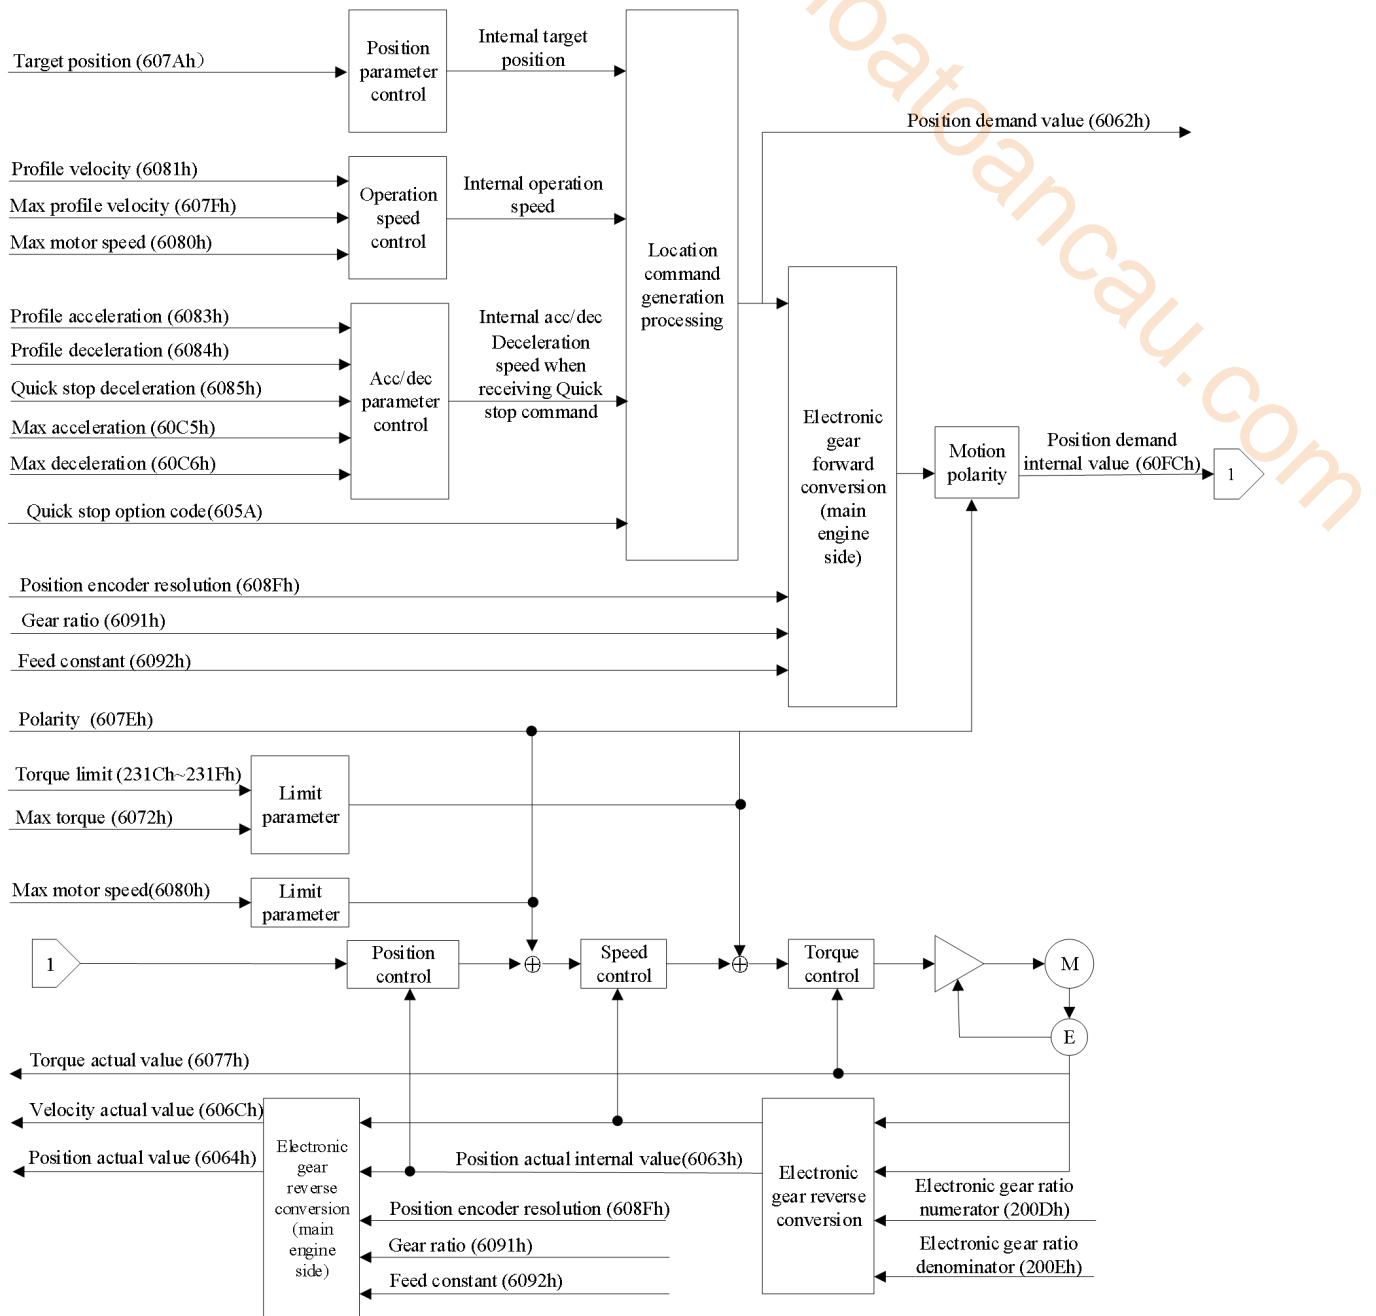 Target position (607Ah）
Position
parameter
control
Internal target
position
Position demand value (6062h)
Profile velocity (6081h)
Max profile velocity (607Fh)
Max motor speed (6080h)
Operation
speed
control
Internal operation
speed
Location
command
generation
processing
Profile acceleration (6083h)
Profile deceleration (6084h)
Quick stop deceleration (6085h)
Max acceleration (60C5h)
Max deceleration (60C6h)
Acc/dec
parameter
control
Internal acc/dec
Deceleration
speed when
receiving Quick
stop command
Quick stop option code(605A)
Electronic
gear
forward
conversion
(main
engine
side)
Motion
polarity
Position demand
internal value (60FCh)
1
Position encoder resolution (608Fh)
Gear ratio (6091h)
Feed constant (6092h)
Polarity (607Eh)
Torque limit (231Ch~231Fh)
Max torque (6072h)
Limit
parameter
Max motor speed(6080h)
Limit
parameter
1
Position
control
Speed
control
Torque
control
M
E
Torque actual value (6077h)
Velocity actual value (606Ch)
Position actual value (6064h)
Electronic
gear
reverse
conversion
(main
engine
side)
Position actual internal value(6063h)
Position encoder resolution (608Fh)
Gear ratio (6091h)
Feed constant (6092h)
Electronic
gear reverse
conversion
Electronic gear ratio
numerator (200Dh)
Electronic gear ratio
denominator (200Eh)
hoatoancau.com